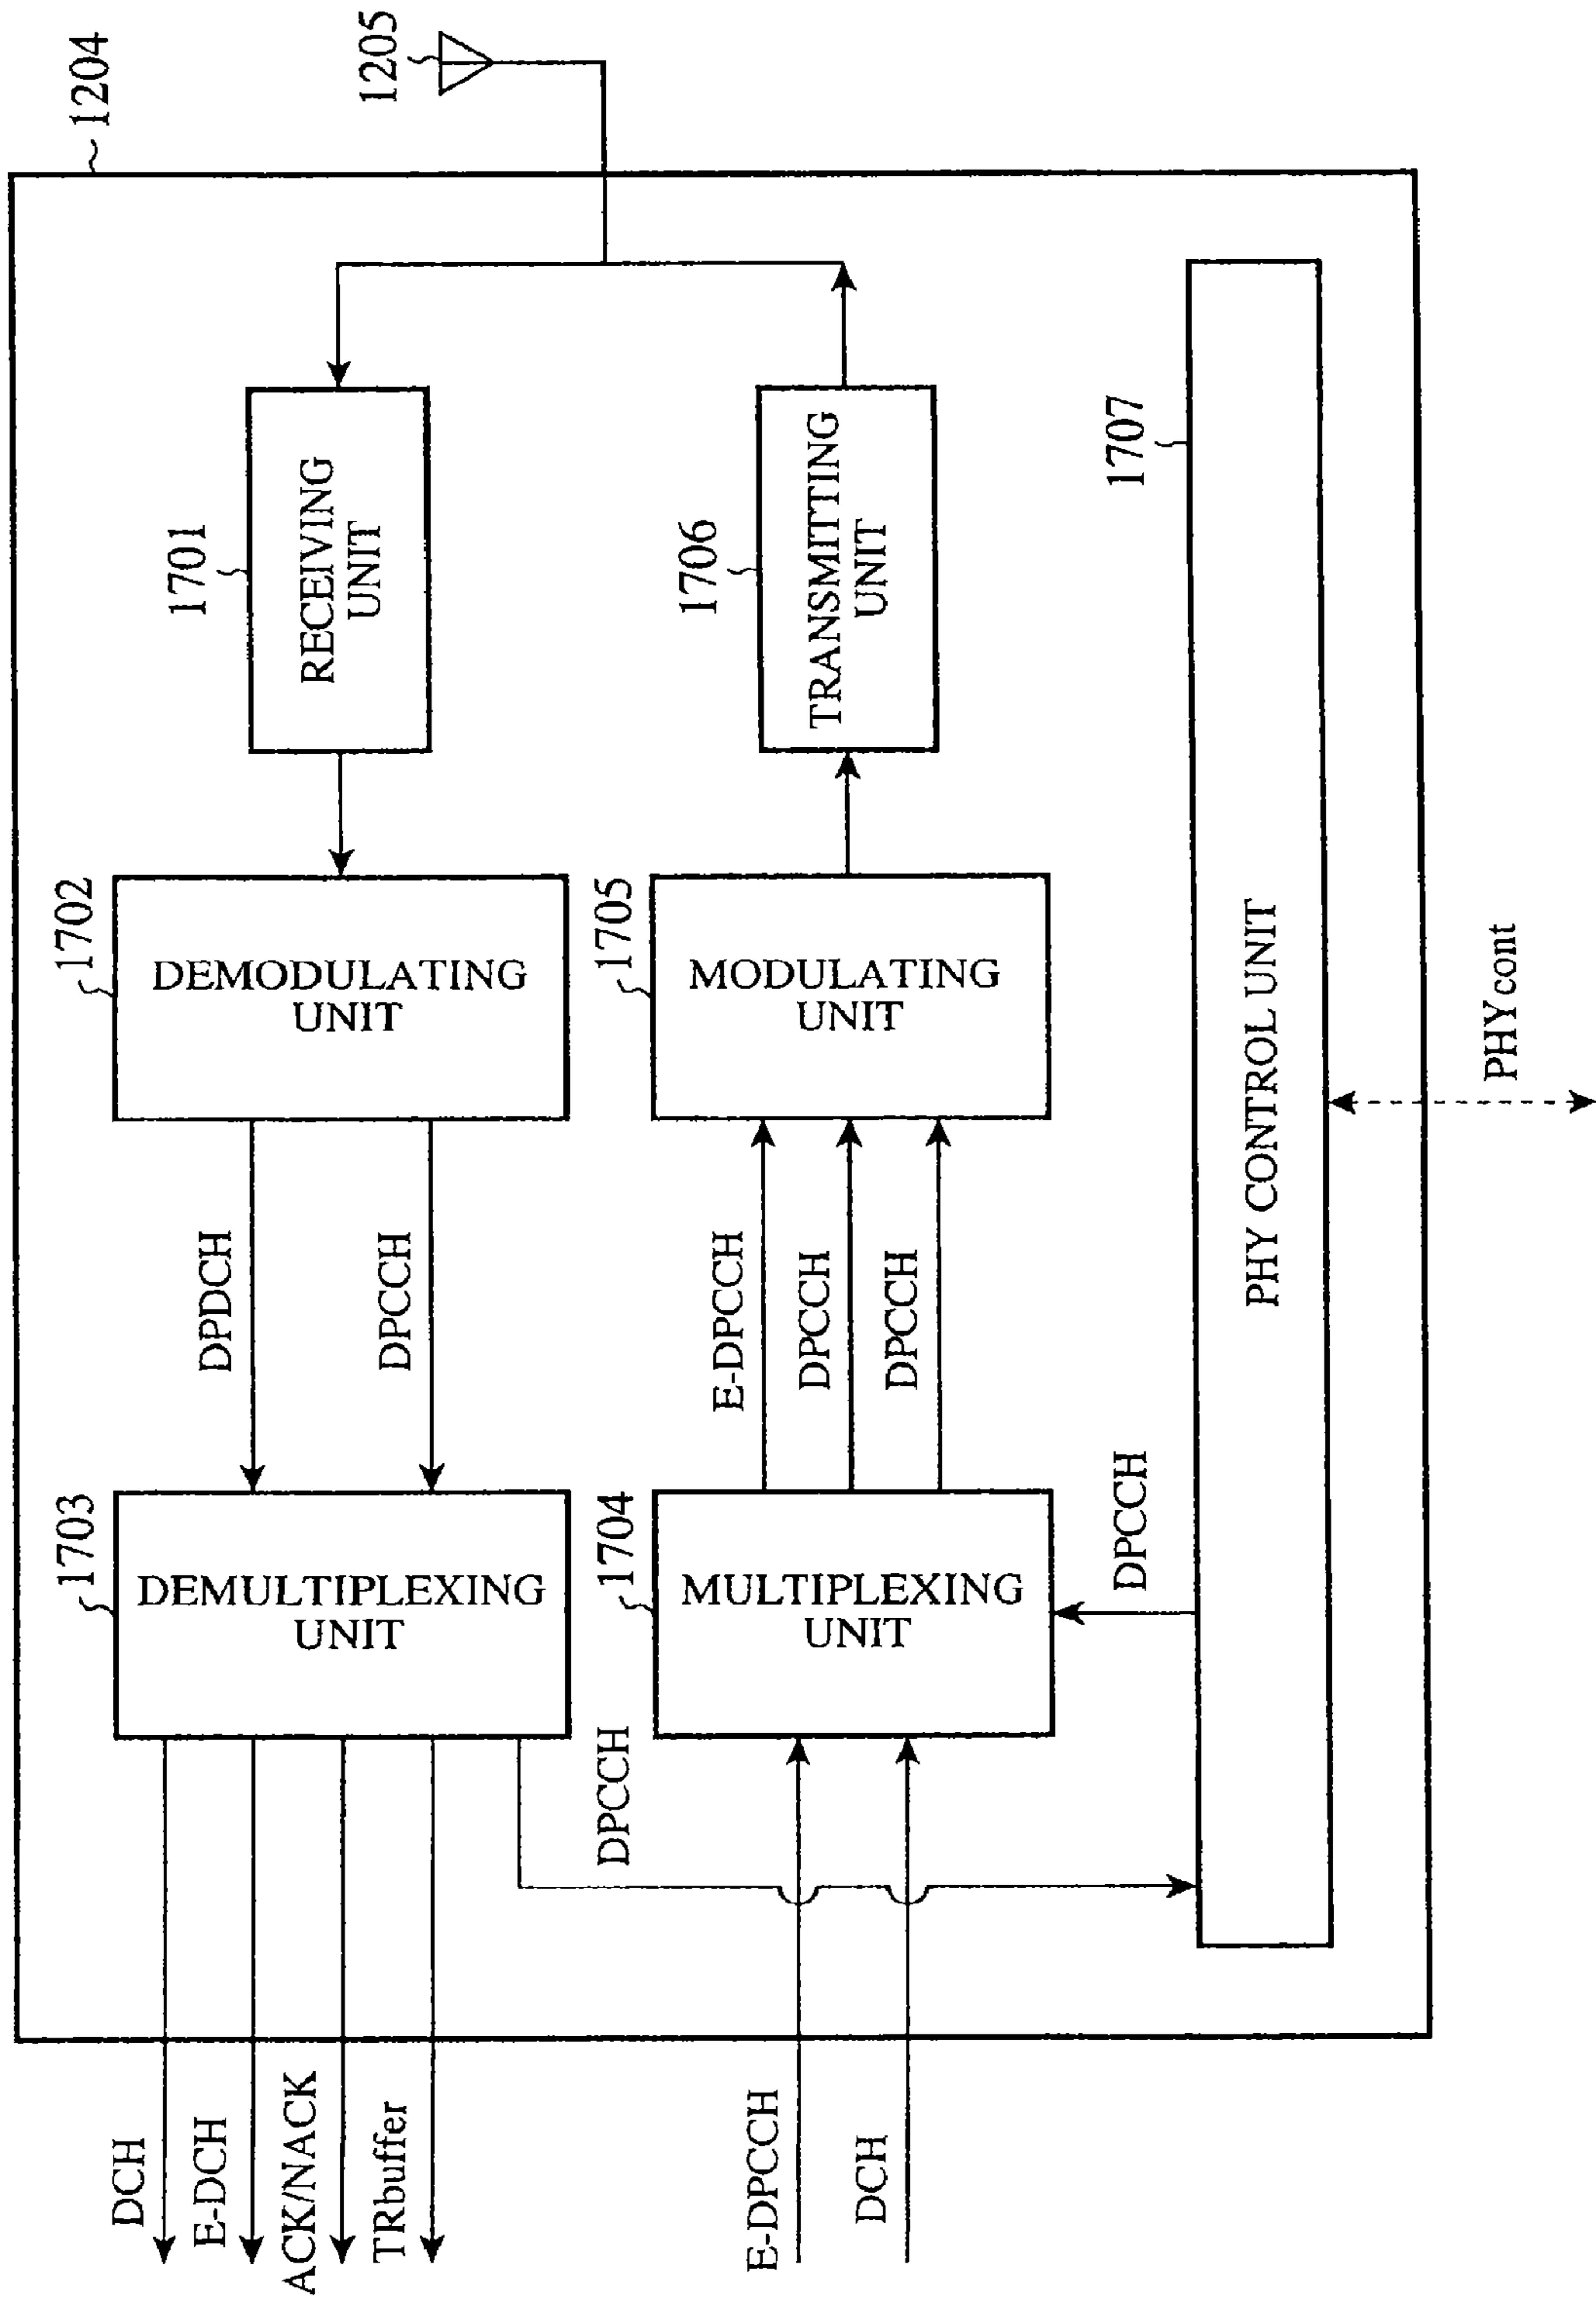 1204
1205
1701
RECEIVING
UNIT
1706
TRANSMITTING
UNIT
1707
1702
DEMODULATING
UNIT
1705
MODULATING
UNIT
PHY CONTROL UNIT
PHYcont
DPDCH
DPCCH
E-DPCCH
DPCCH
DPCCH
1703
DEMULTIPLEXING
UNIT
1704
MULTIPLEXING
UNIT
DPCCH
DPCCH
DCH
E-DCH
ACK/NACK
TRbuffer
E-DPCCH
DCH